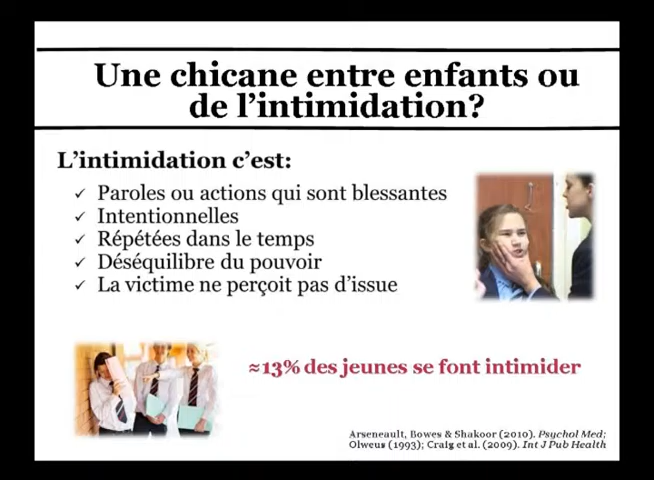 Une chicane entre enfants ou
de l'intimidation?
L'intimidation c'est:
✓ Paroles ou actions qui sont blessantes
✓ Intentionnelles
✓ Répétées dans le temps
✓ Déséquilibre du pouvoir
✓ La victime ne perçoit pas d'issue
≈13% des jeunes se font intimider
Arseneault, Bowes & Shakoor (2010). Psychol Med;
Olweus (1993); Craig et al. (2009). Int J Pub Health